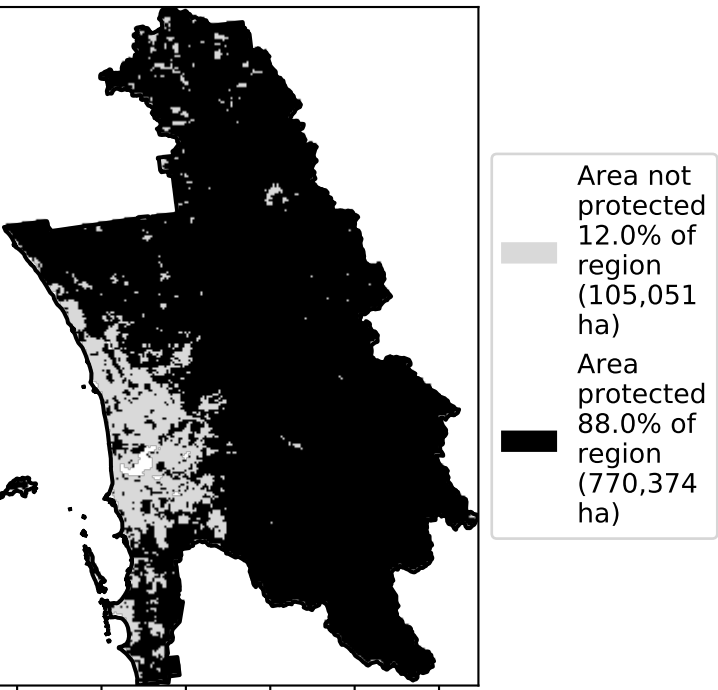 Area not
protected
12.0% of
region
(105,051
ha)
Area
protected
88.0% of
region
(770,374
ha)